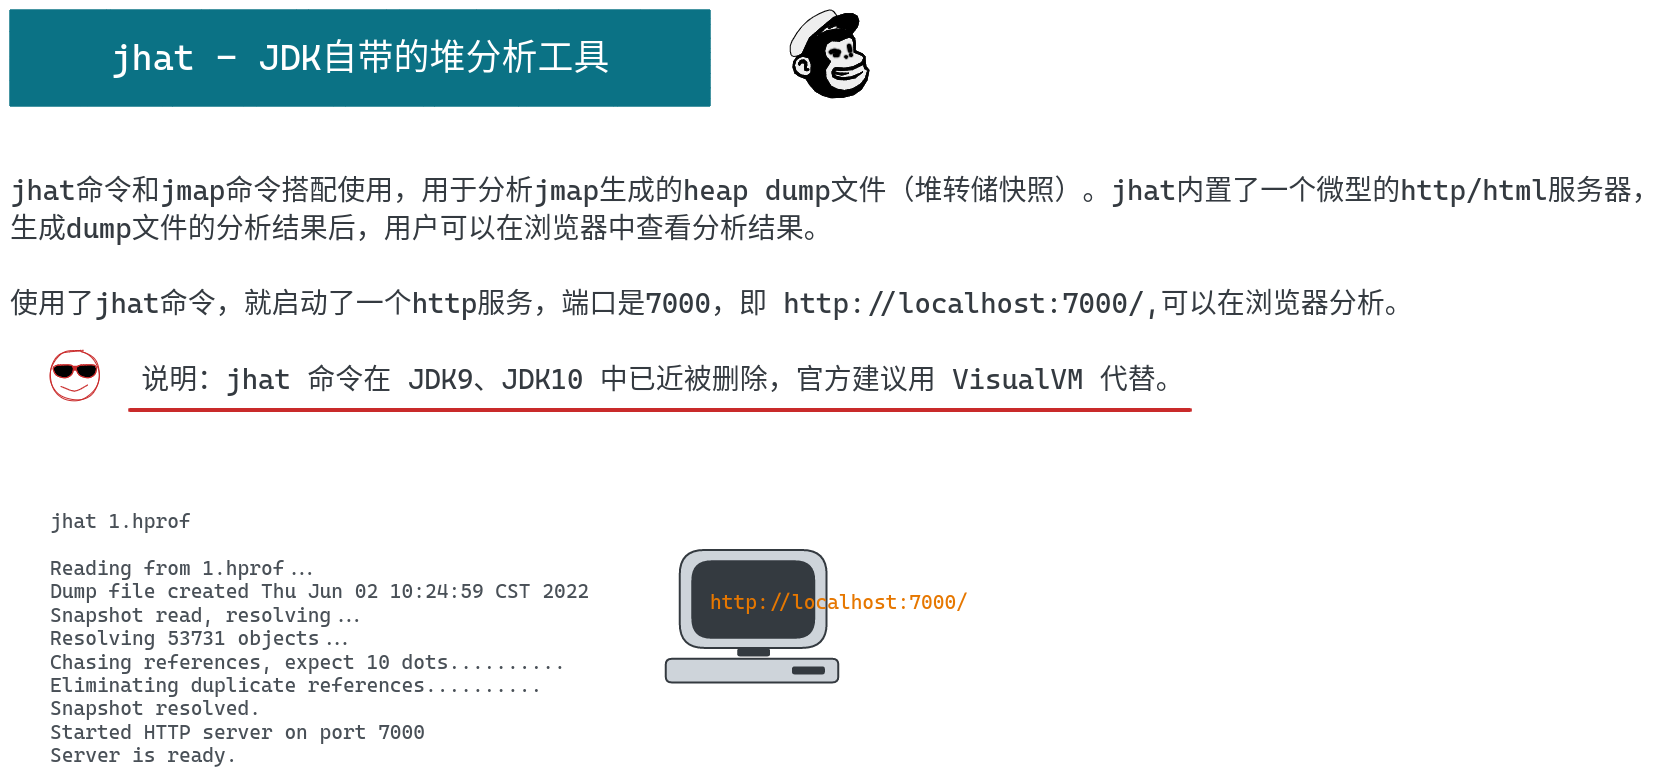 jhat - JDK自带的堆分析工具
jhat命令和jmap命令搭配使用，用于分析jmap生成的heap dump文件（堆转储快照）。jhat内置了一个微型的http/html服务器，
生成dump文件的分析结果后，用户可以在浏览器中查看分析结果。
使用了jhat命令，就启动了一个http服务，端口是7000，即 http://localhost:7000/,可以在浏览器分析。
说明：jhat 命令在 JDK9、JDK10 中已近被删除，官方建议用 VisualVM 代替。
jhat 1.hprof
Reading from 1.hprof...
Dump file created Thu Jun 02 10:24:59 CST 2022
Snapshot read, resolving...
Resolving 53731 objects...
Chasing references, expect 10 dots..........
Eliminating duplicate references..........
Snapshot resolved.
Started HTTP server on port 7000
Server is ready.
http://localhost:7000/